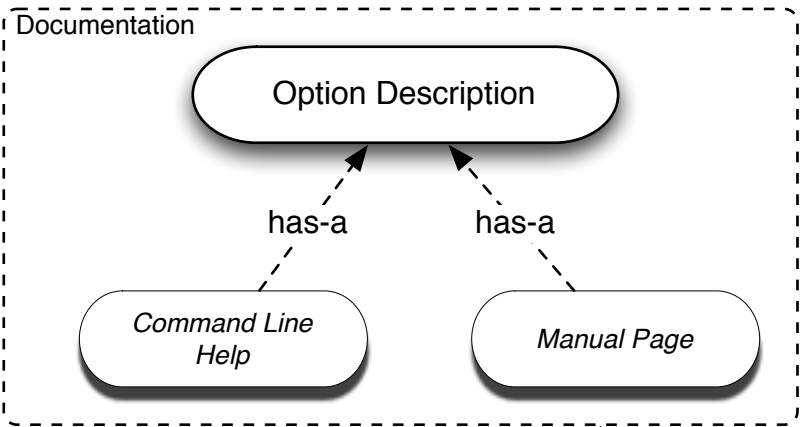 Documentation
Option Description
has-a
has-a
Command Line
Help
Manual Page